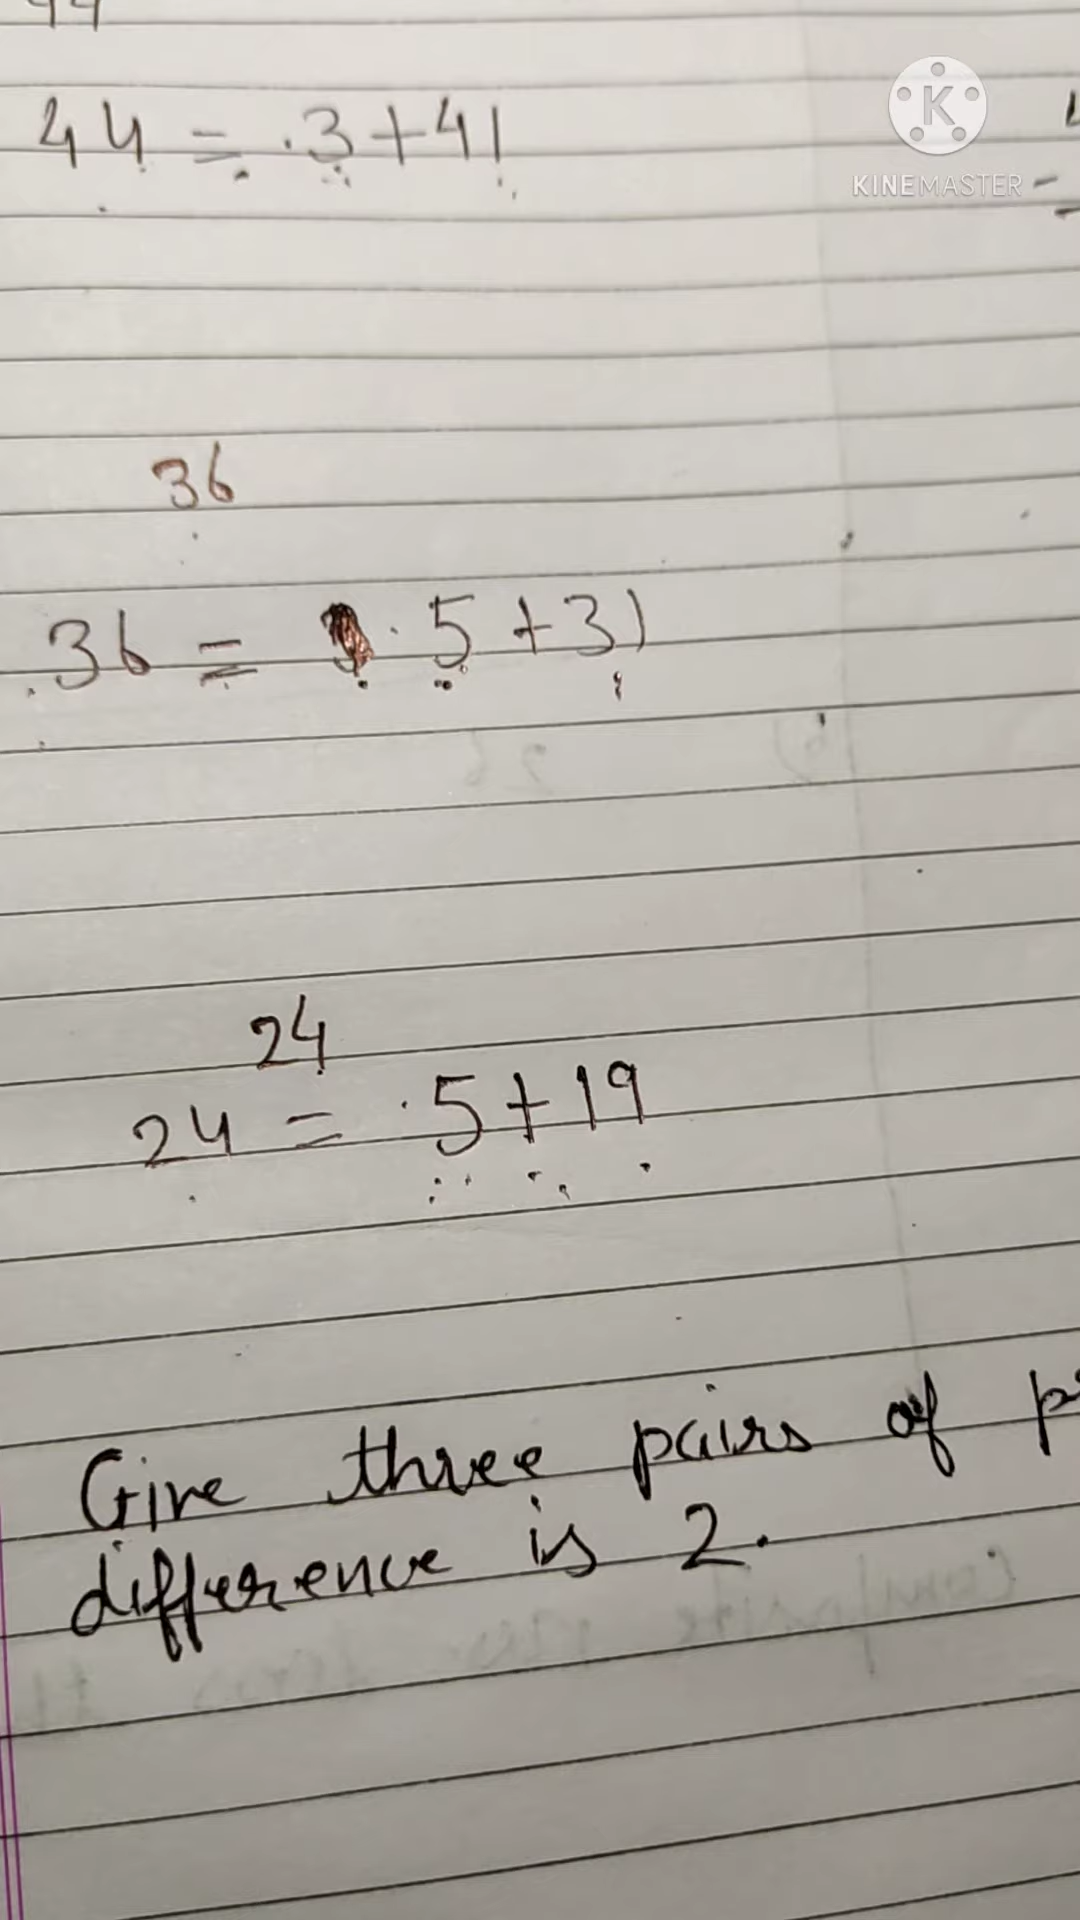 44 = 3 + 41
KINEMASTER
36
36 = 5 + 31
24
24 = 5 + 19
Give three pairs of
difference is 2.